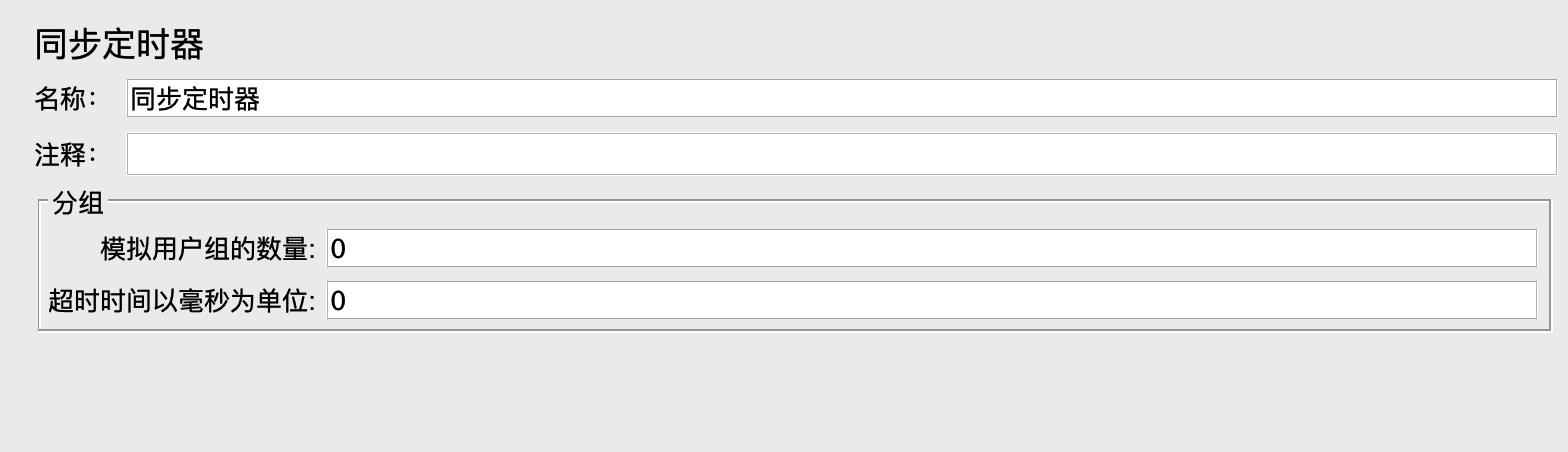 同步定时器
名称： 同步定时器
注释：
分组
模拟用户组的数量: 0
超时时间以毫秒为单位: 0